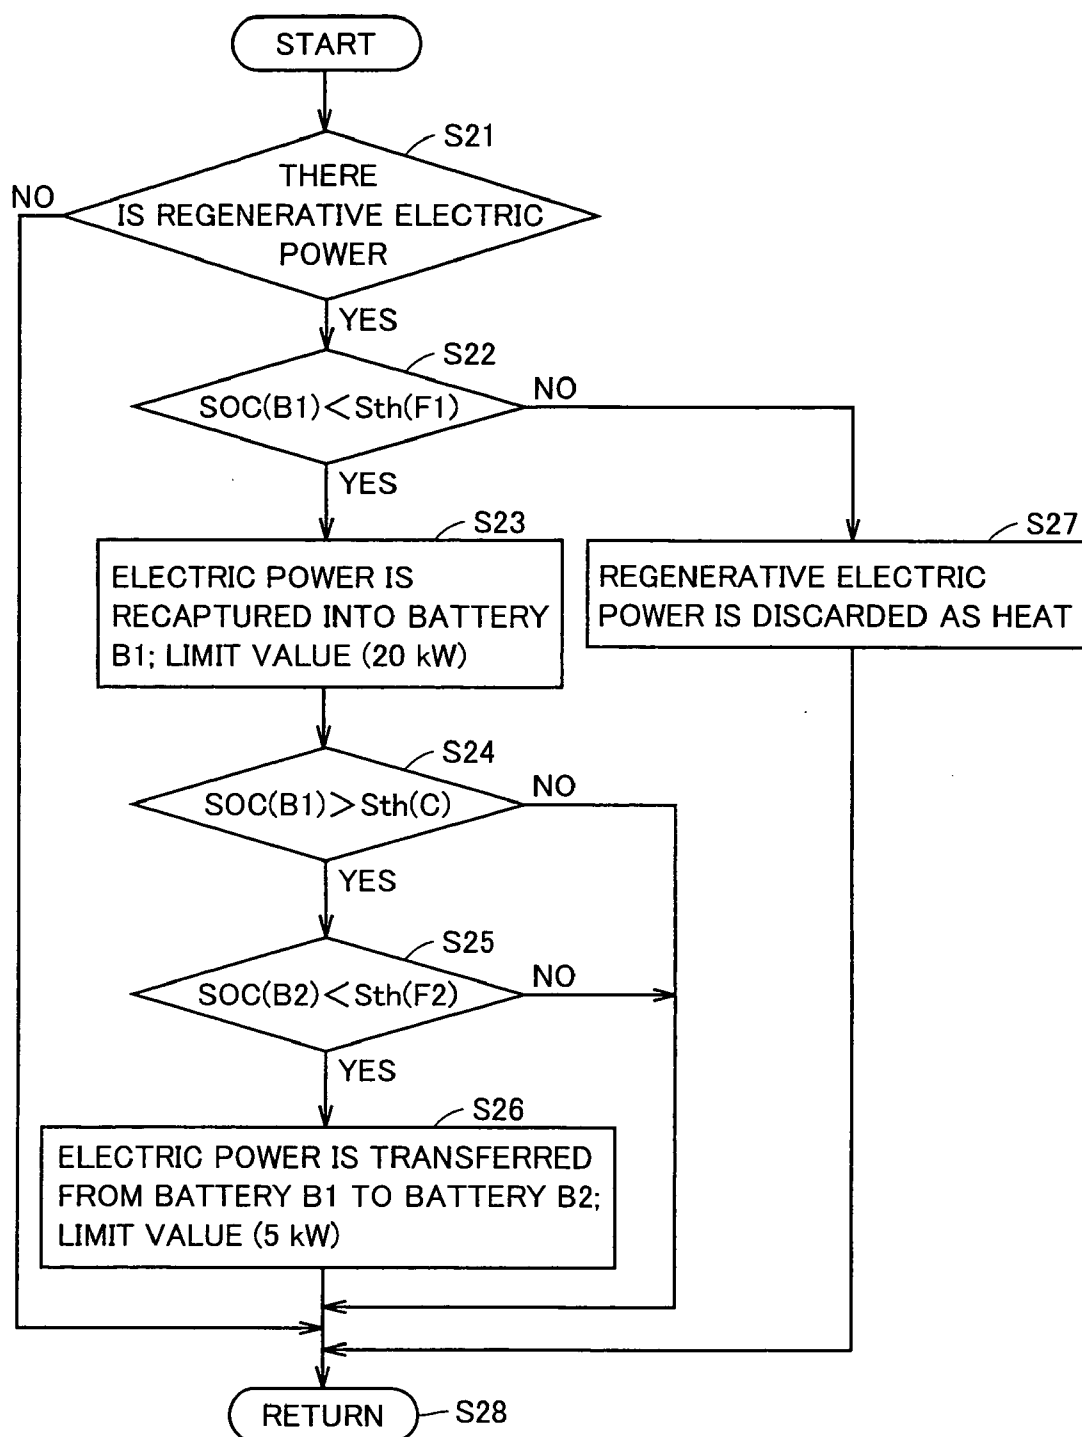 START
S21
THERE
IS REGENERATIVE ELECTRIC
POWER
NO
YES
S22
SOC(B1)<Sth(F1)
NO
YES
S23
ELECTRIC POWER IS
RECAPTURED INTO BATTERY
B1; LIMIT VALUE (20 kW)
S27
REGENERATIVE ELECTRIC
POWER IS DISCARDED AS HEAT
S24
SOC(B1)>Sth(C)
NO
YES
S25
SOC(B2)<Sth(F2)
NO
YES
S26
ELECTRIC POWER IS TRANSFERRED
FROM BATTERY B1 TO BATTERY B2;
LIMIT VALUE (5 kW)
RETURN
S28